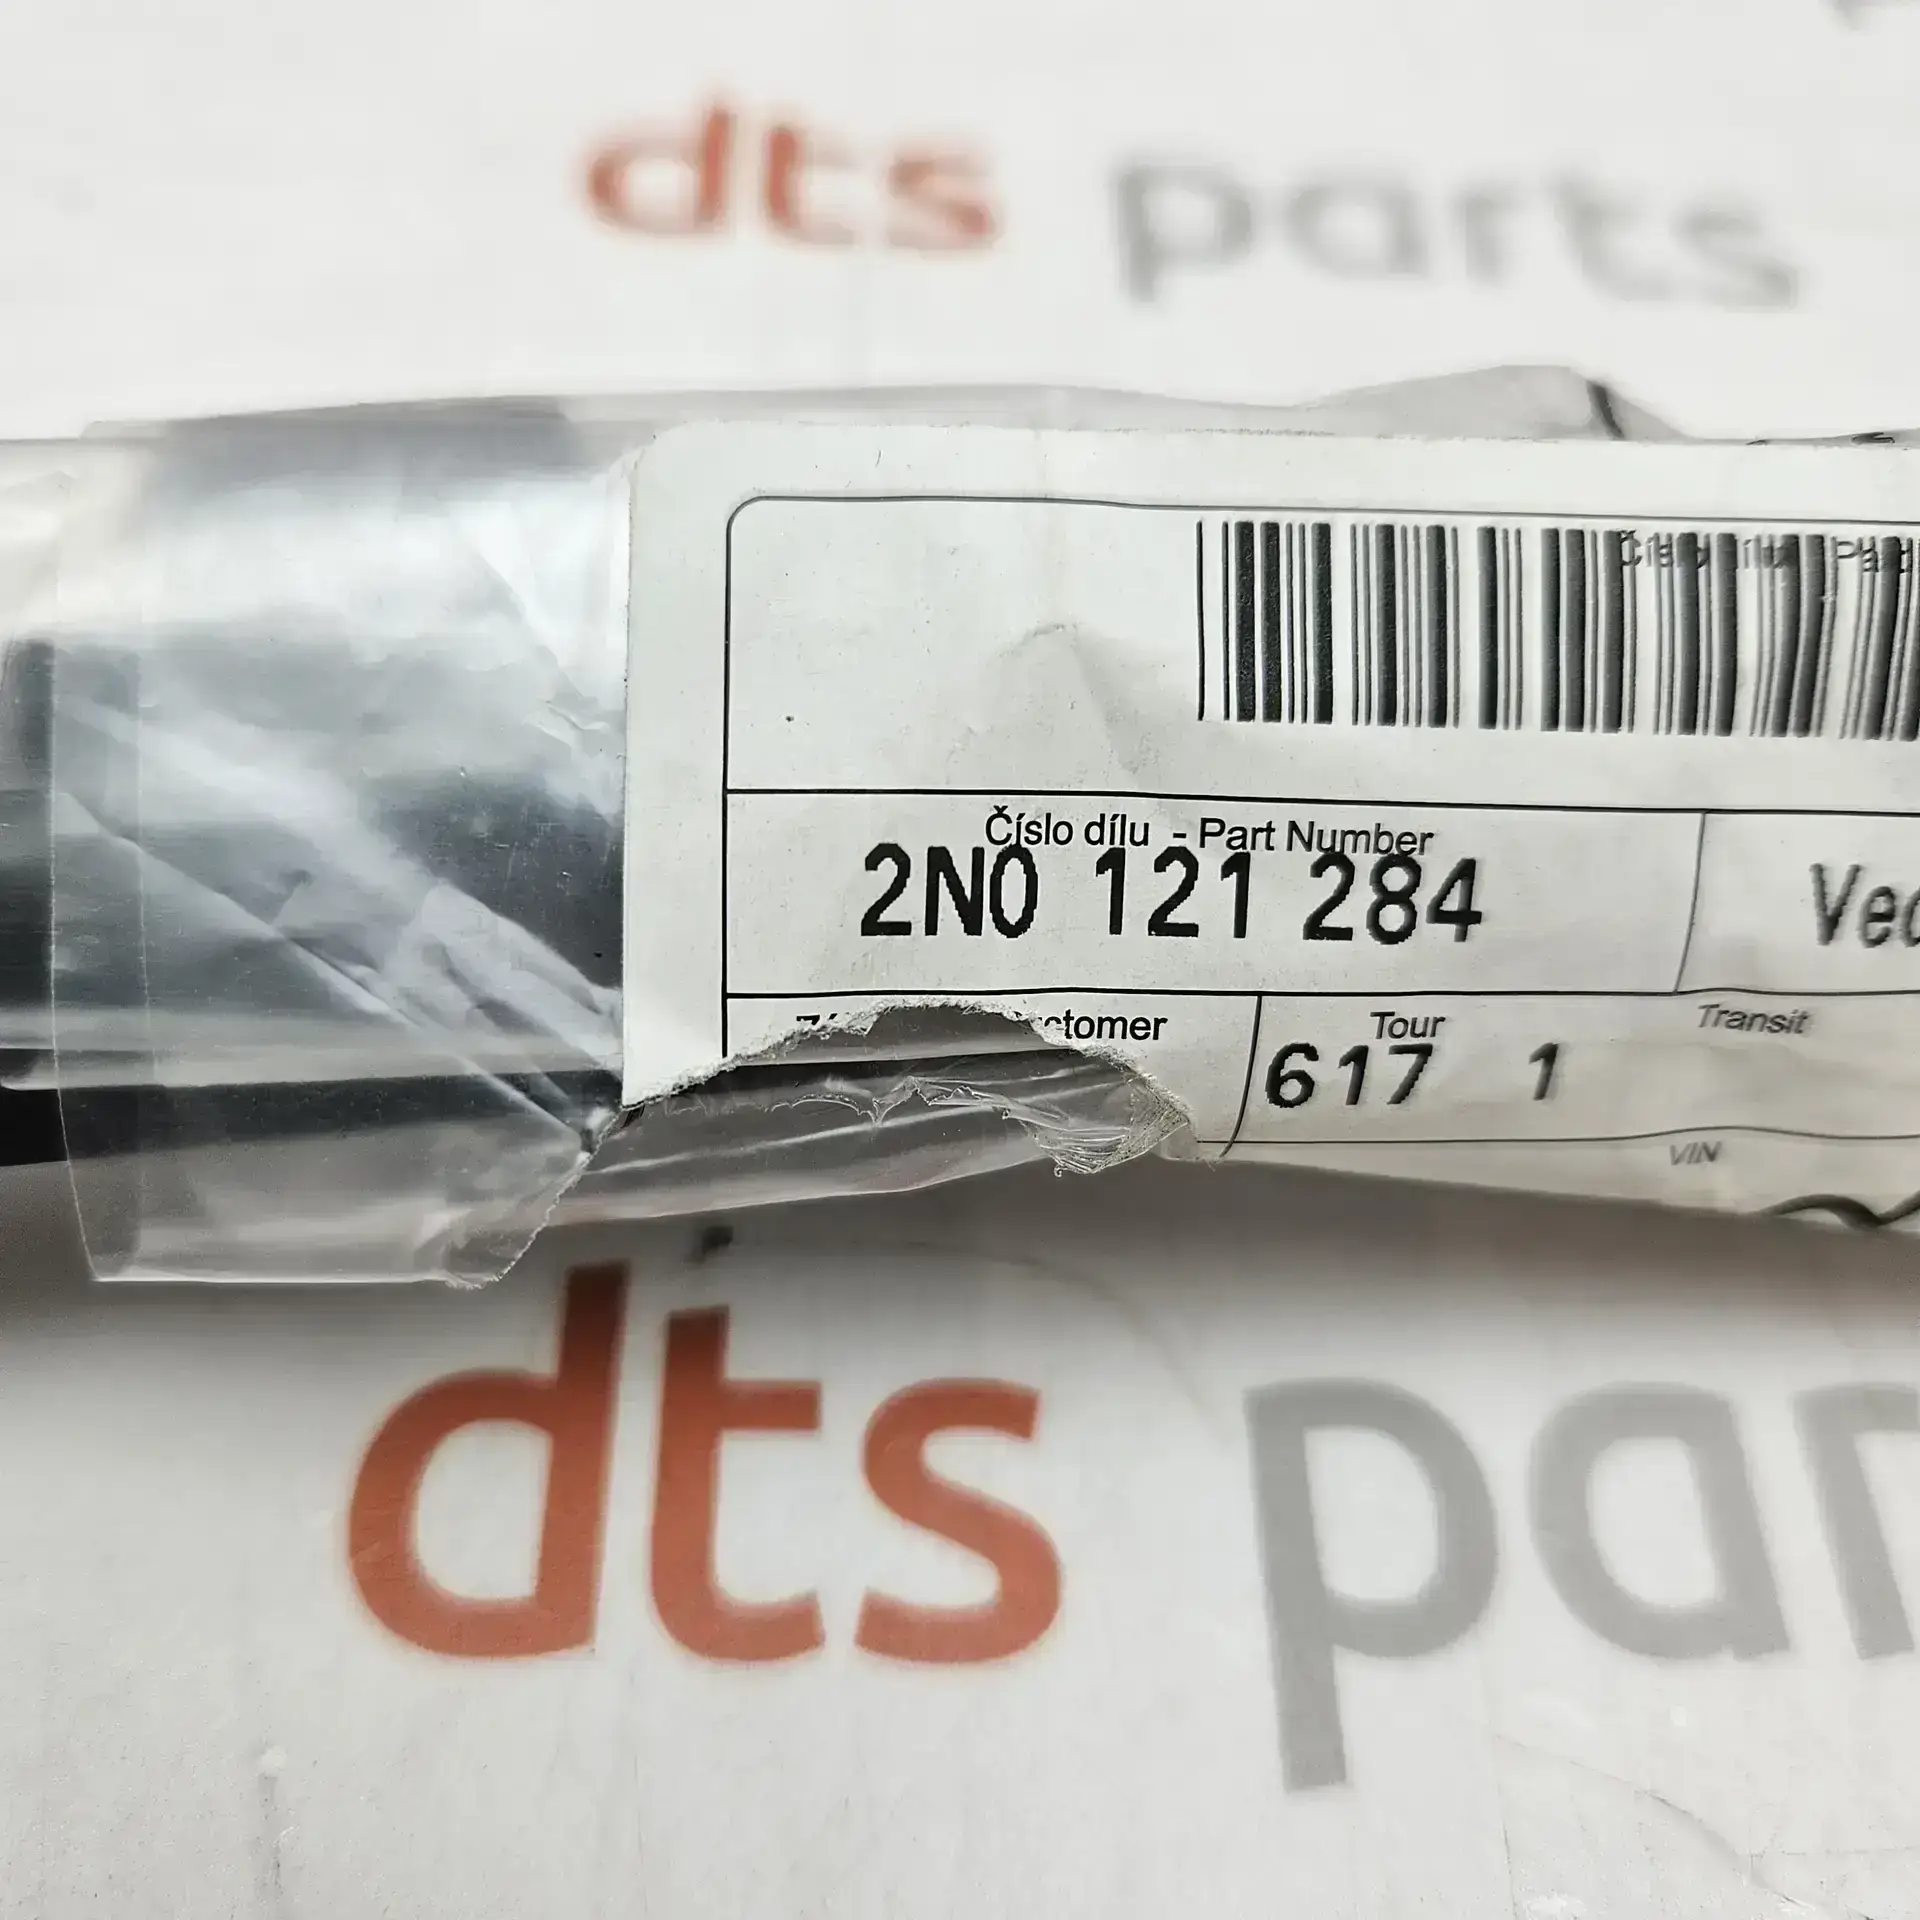 dts parts
Číslo dílu - Part Number
2N0 121 284
Tour
Transit
617 1
VIN
dts